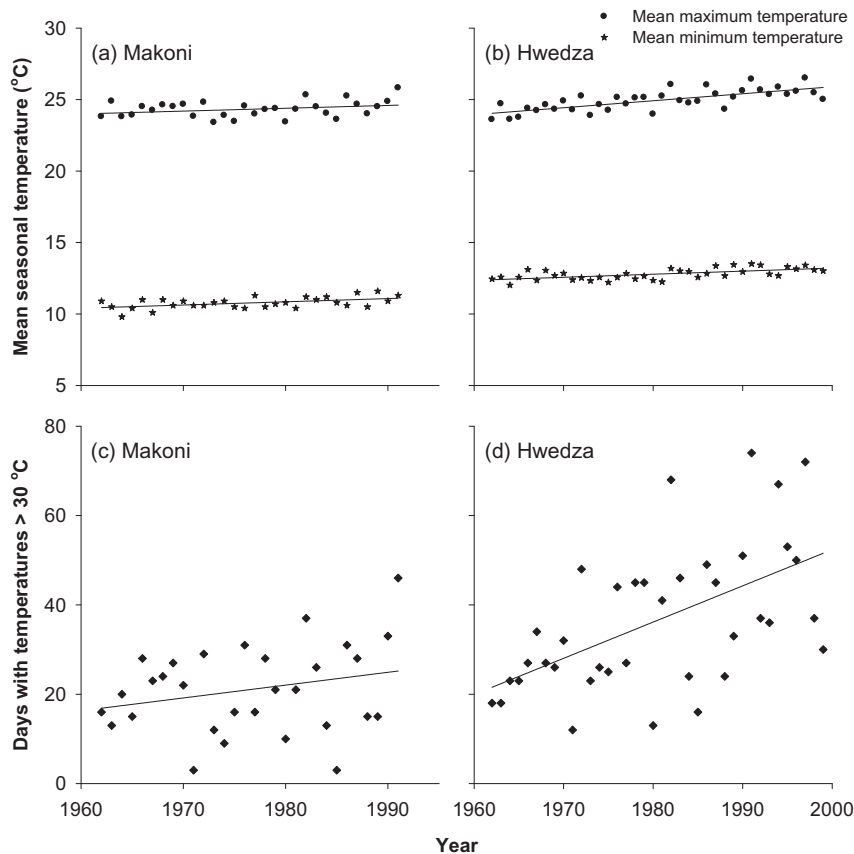 Mean maximum temperature
Mean minimum temperature
30
25
20
15
10
5
Mean seasonal temperature (°C)
(a) Makoni
(b) Hwedza
80
60
40
20
0
Days with temperatures > 30 °C
(c) Makoni
(d) Hwedza
1960 1970 1980 1990 1960 1970 1980 1990 2000
Year